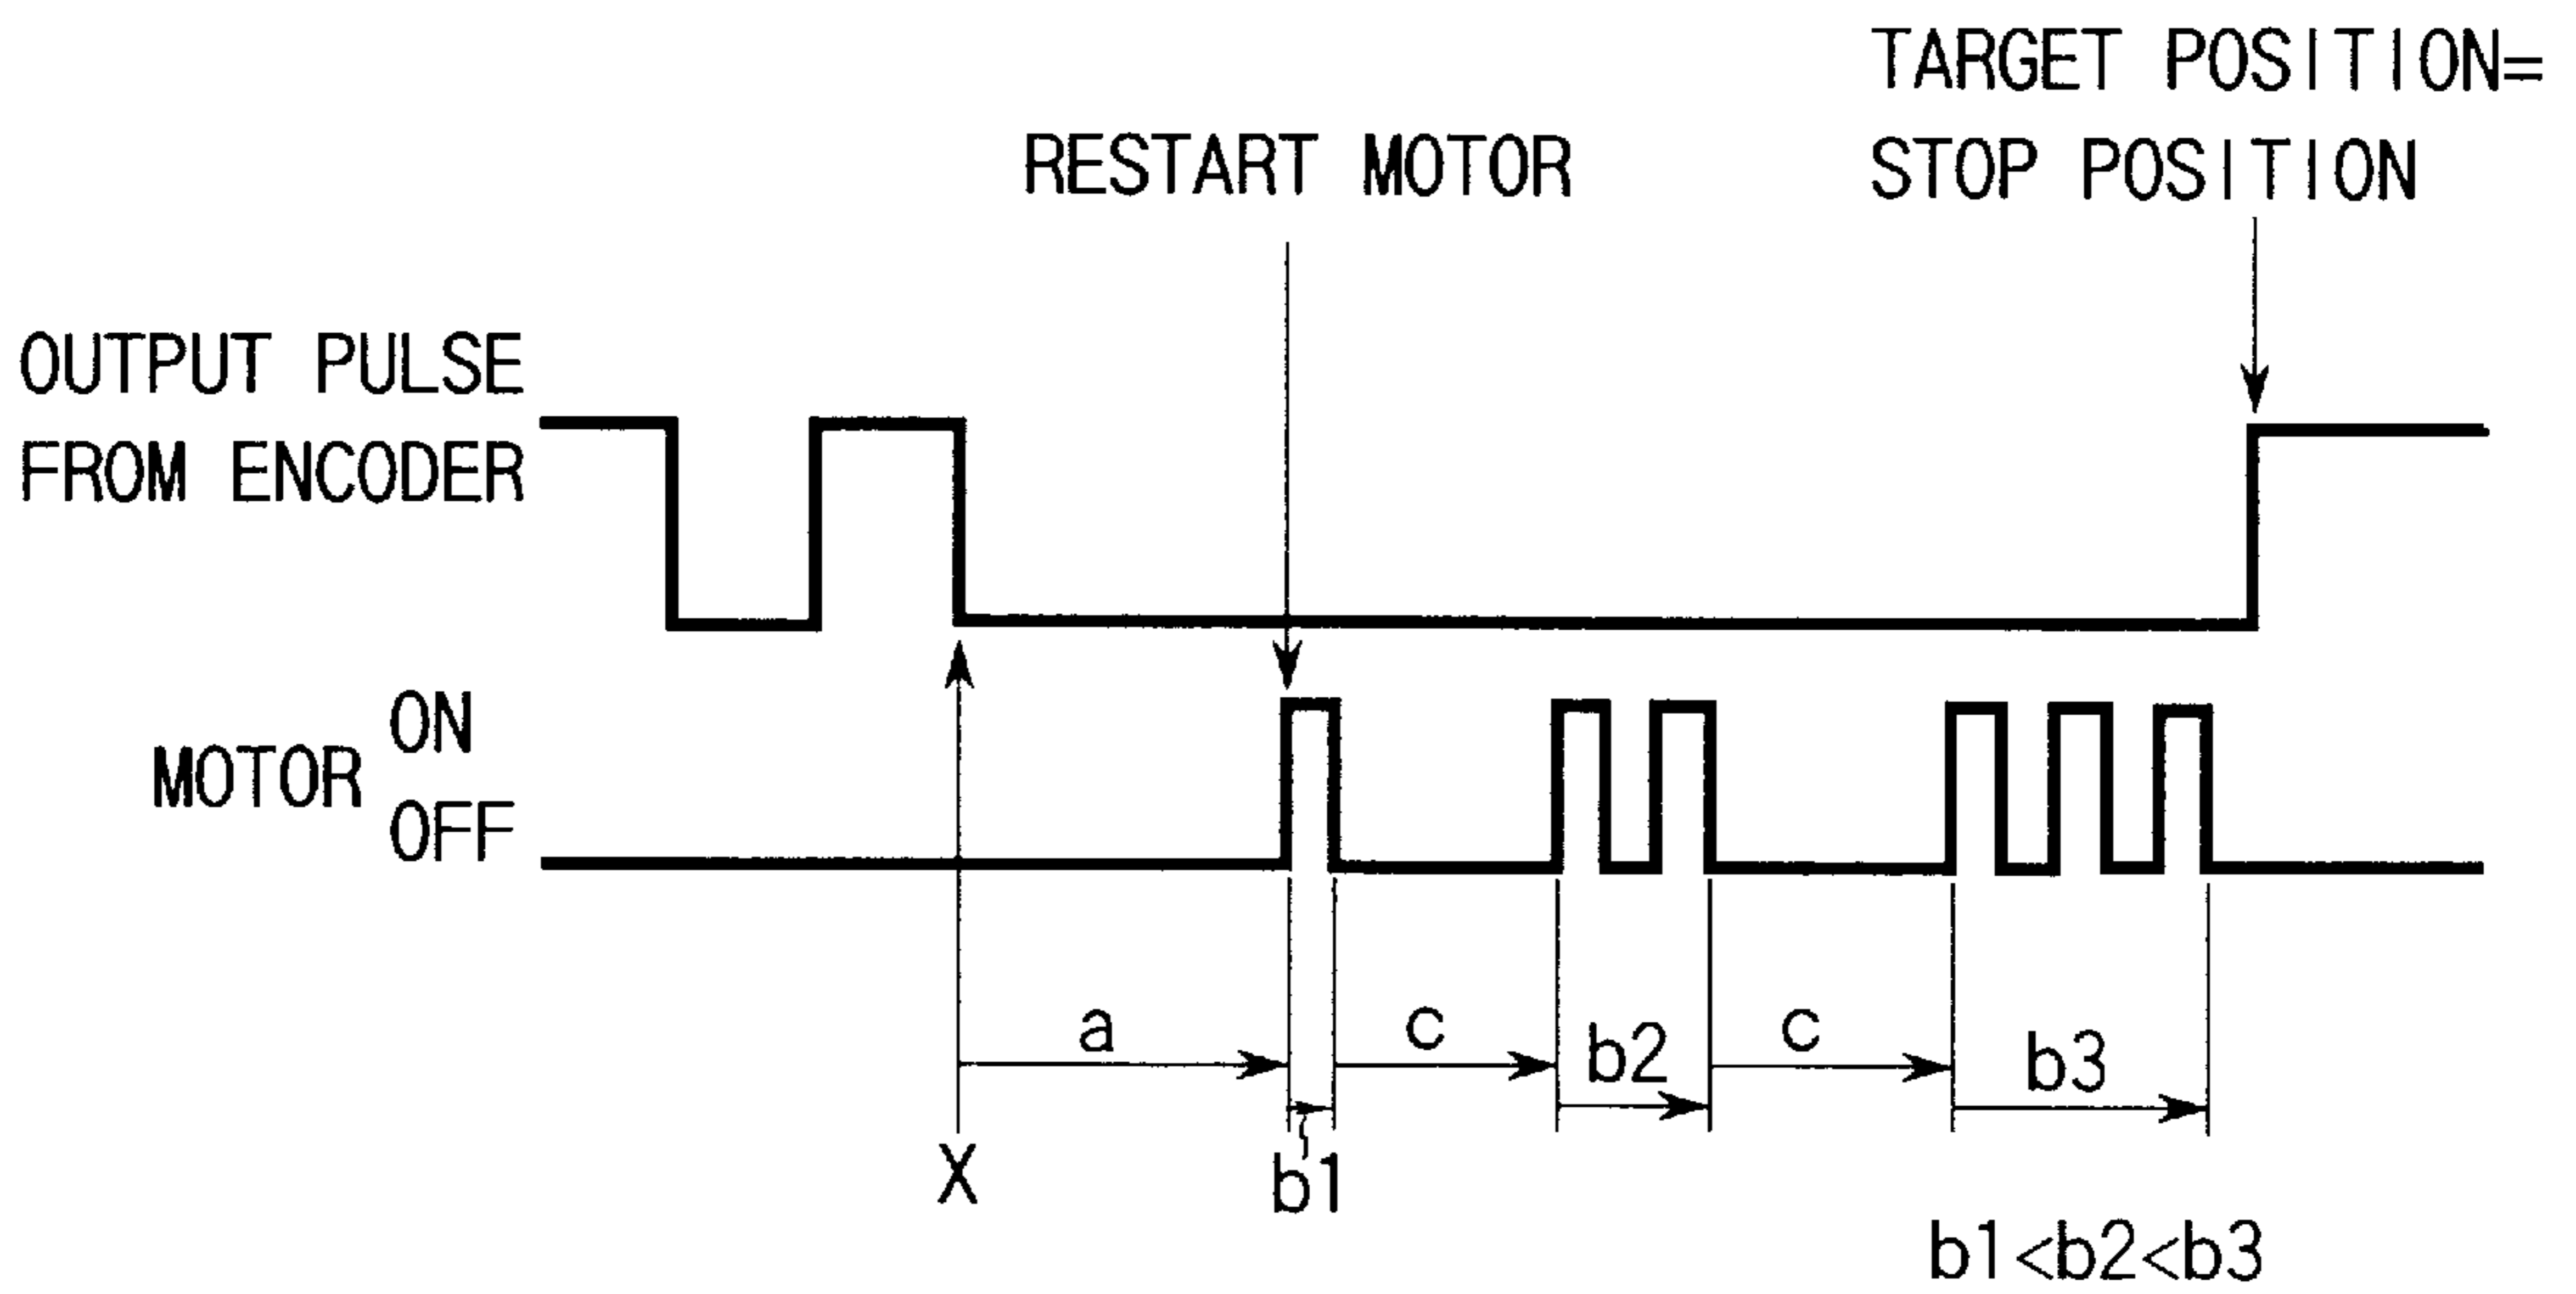 TARGET POSITION=
STOP POSITION
RESTART MOTOR
OUTPUT PULSE
FROM ENCODER
MOTOR
ON
OFF
a
c
b2
c
b3
X
b1
b1<b2<b3